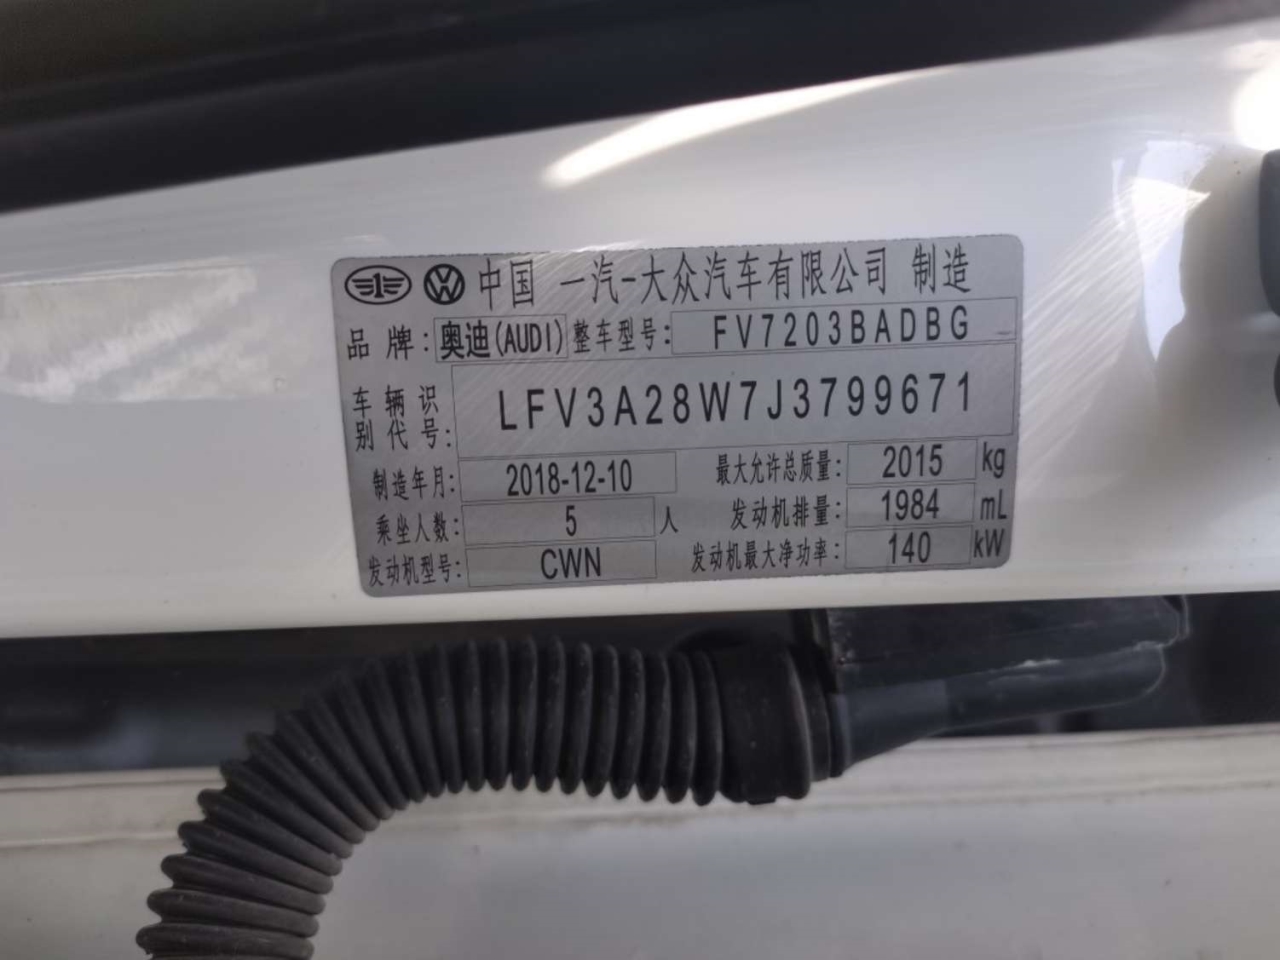 中国 一汽-大众汽车有限公司 制造
品牌: 奥迪(AUDI) 整车型号: FV7203BADBG
车辆识别代号: LFV3A28W7J3799671
制造年月: 2018-12-10 最大允许总质量: 2015 kg
乘坐人数: 5 人 发动机排量: 1984 mL
发动机型号: CWN 发动机最大净功率: 140 kW